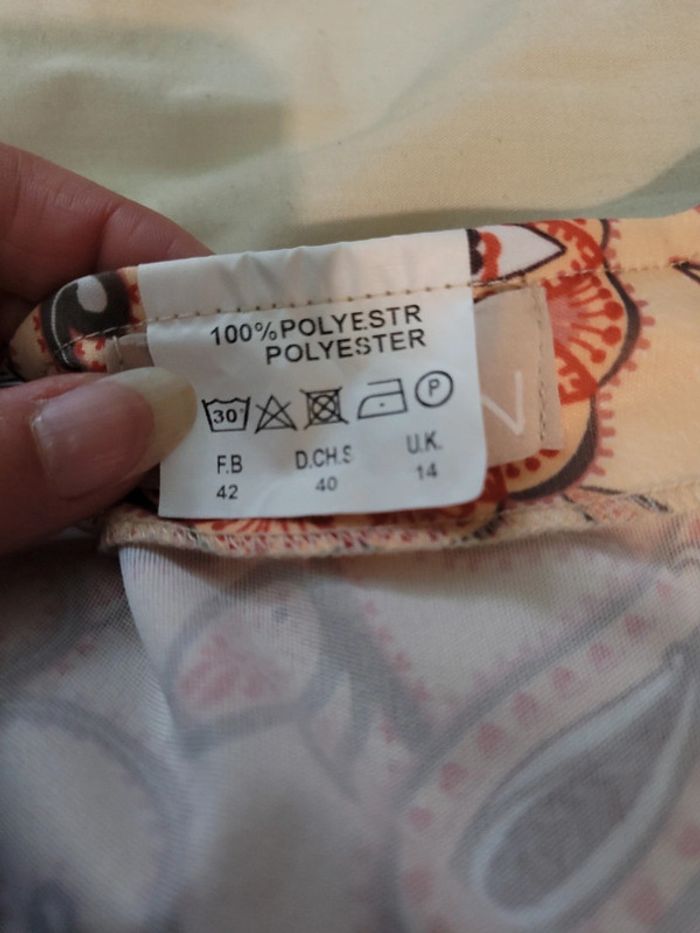 100%POLYESTR
POLYESTER
30° P
F.B D.CH.S U.K.
42 40 14